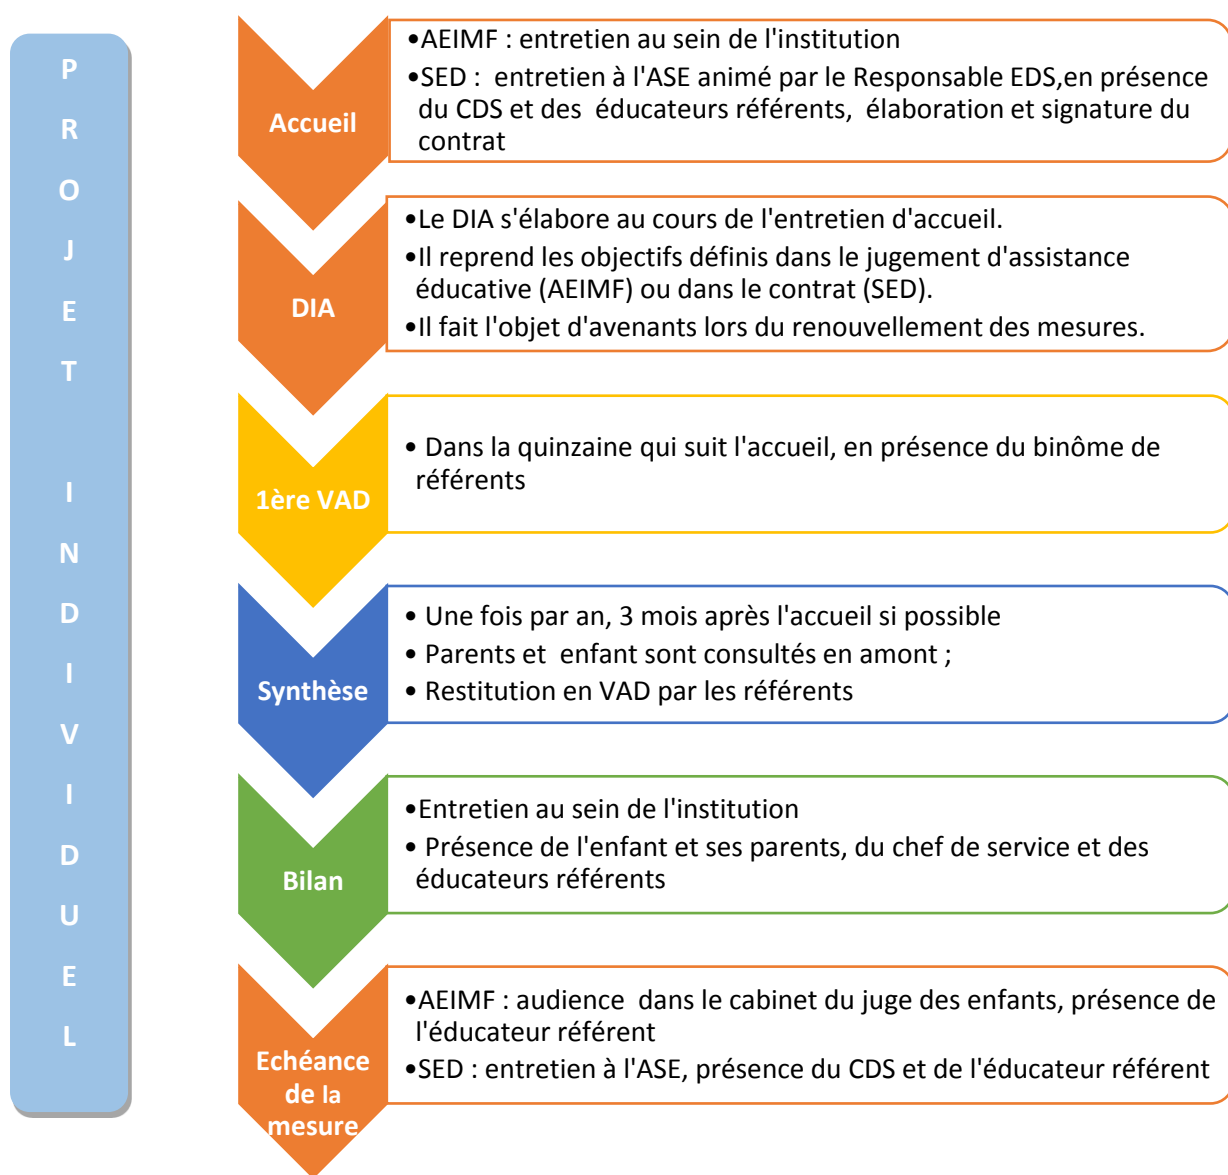 PROJET INDIVIDUEL
Accueil
•AEIMF : entretien au sein de l'institution
•SED : entretien à l'ASE animé par le Responsable EDS,en présence
du CDS et des éducateurs référents, élaboration et signature du
contrat
DIA
•Le DIA s'élabore au cours de l'entretien d'accueil.
•Il reprend les objectifs définis dans le jugement d'assistance
éducative (AEIMF) ou dans le contrat (SED).
•Il fait l'objet d'avenants lors du renouvellement des mesures.
1ère VAD
• Dans la quinzaine qui suit l'accueil, en présence du binôme de
référents
Synthèse
• Une fois par an, 3 mois après l'accueil si possible
• Parents et enfant sont consultés en amont ;
• Restitution en VAD par les référents
Bilan
•Entretien au sein de l'institution
• Présence de l'enfant et ses parents, du chef de service et des
éducateurs référents
Echéance
de la
mesure
•AEIMF : audience dans le cabinet du juge des enfants, présence de
l'éducateur référent
•SED : entretien à l'ASE, présence du CDS et de l'éducateur référent